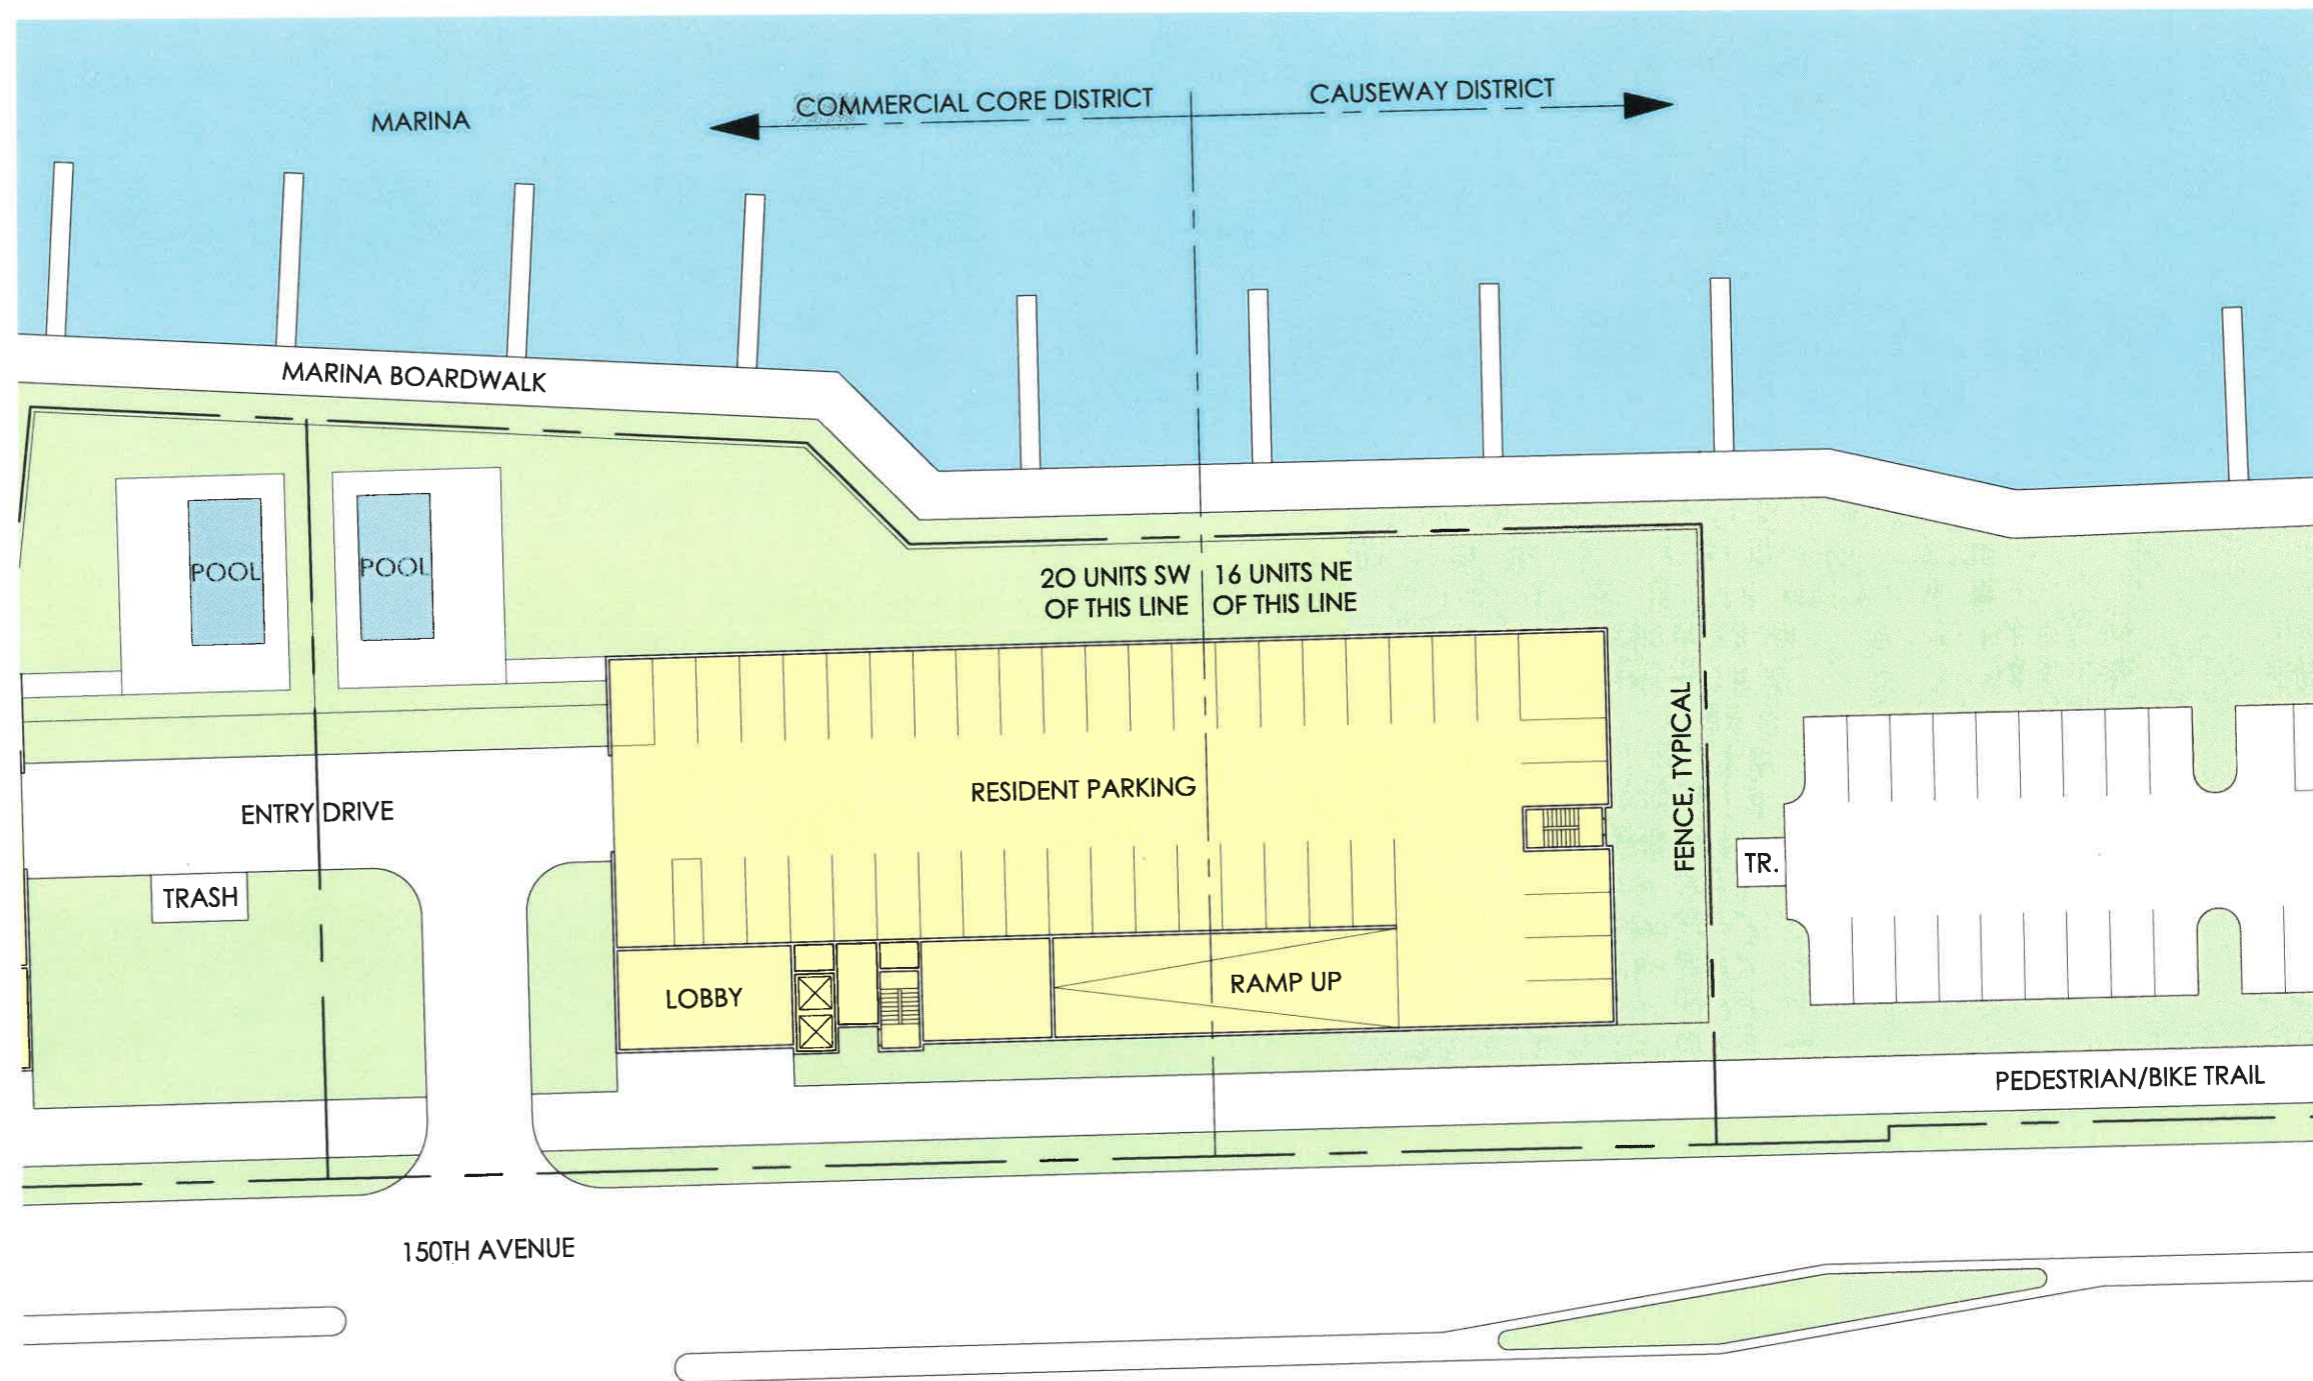 COMMERCIAL CORE DISTRICT
CAUSEWAY DISTRICT
MARINA
MARINA BOARDWALK
POOL
POOL
20 UNITS SW
OF THIS LINE
16 UNITS NE
OF THIS LINE
RESIDENT PARKING
FENCE, TYPICAL
ENTRY DRIVE
TRASH
TR.
LOBBY
RAMP UP
PEDESTRIAN/BIKE TRAIL
150TH AVENUE